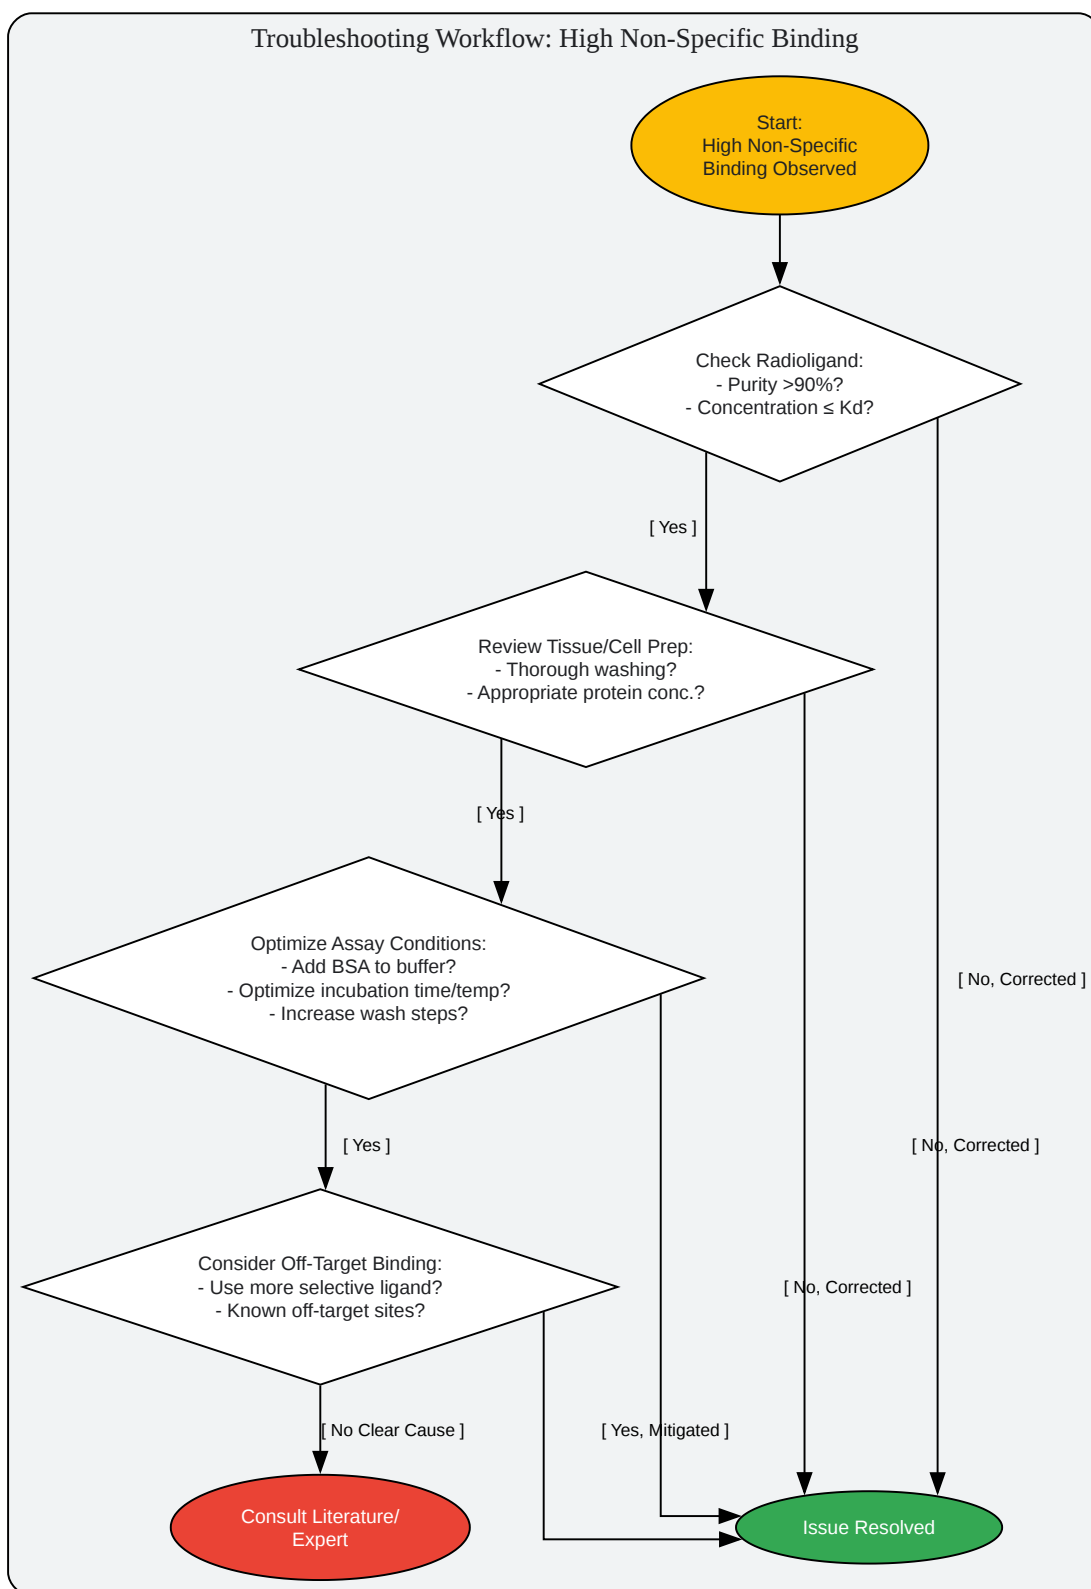 Troubleshooting Workflow: High Non-Specific Binding
Start:
High Non-Specific
Binding Observed
Check Radioligand:
- Purity >90%?
- Concentration ≤ Kd?
[ Yes ]
Review Tissue/Cell Prep:
- Thorough washing?
- Appropriate protein conc.?
[ Yes ]
Optimize Assay Conditions:
- Add BSA to buffer?
- Optimize incubation time/temp?
- Increase wash steps?
[ No, Corrected ]
[ Yes ]
[ No, Corrected ]
Consider Off-Target Binding:
- Use more selective ligand?
- Known off-target sites?
[ No, Corrected ]
[ No Clear Cause ]
[ Yes, Mitigated ]
Consult Literature/
Expert
Issue Resolved